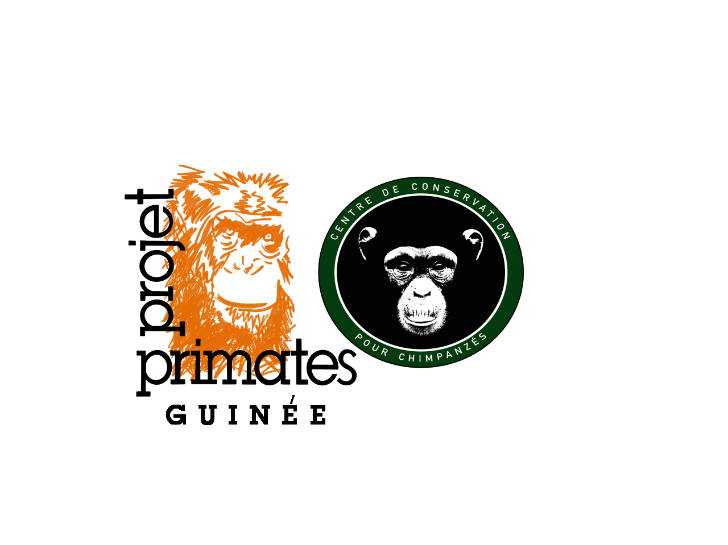 projet
primates
GUINÉE
CENTRE DE CONSERVATION
POUR CHIMPANZÉS